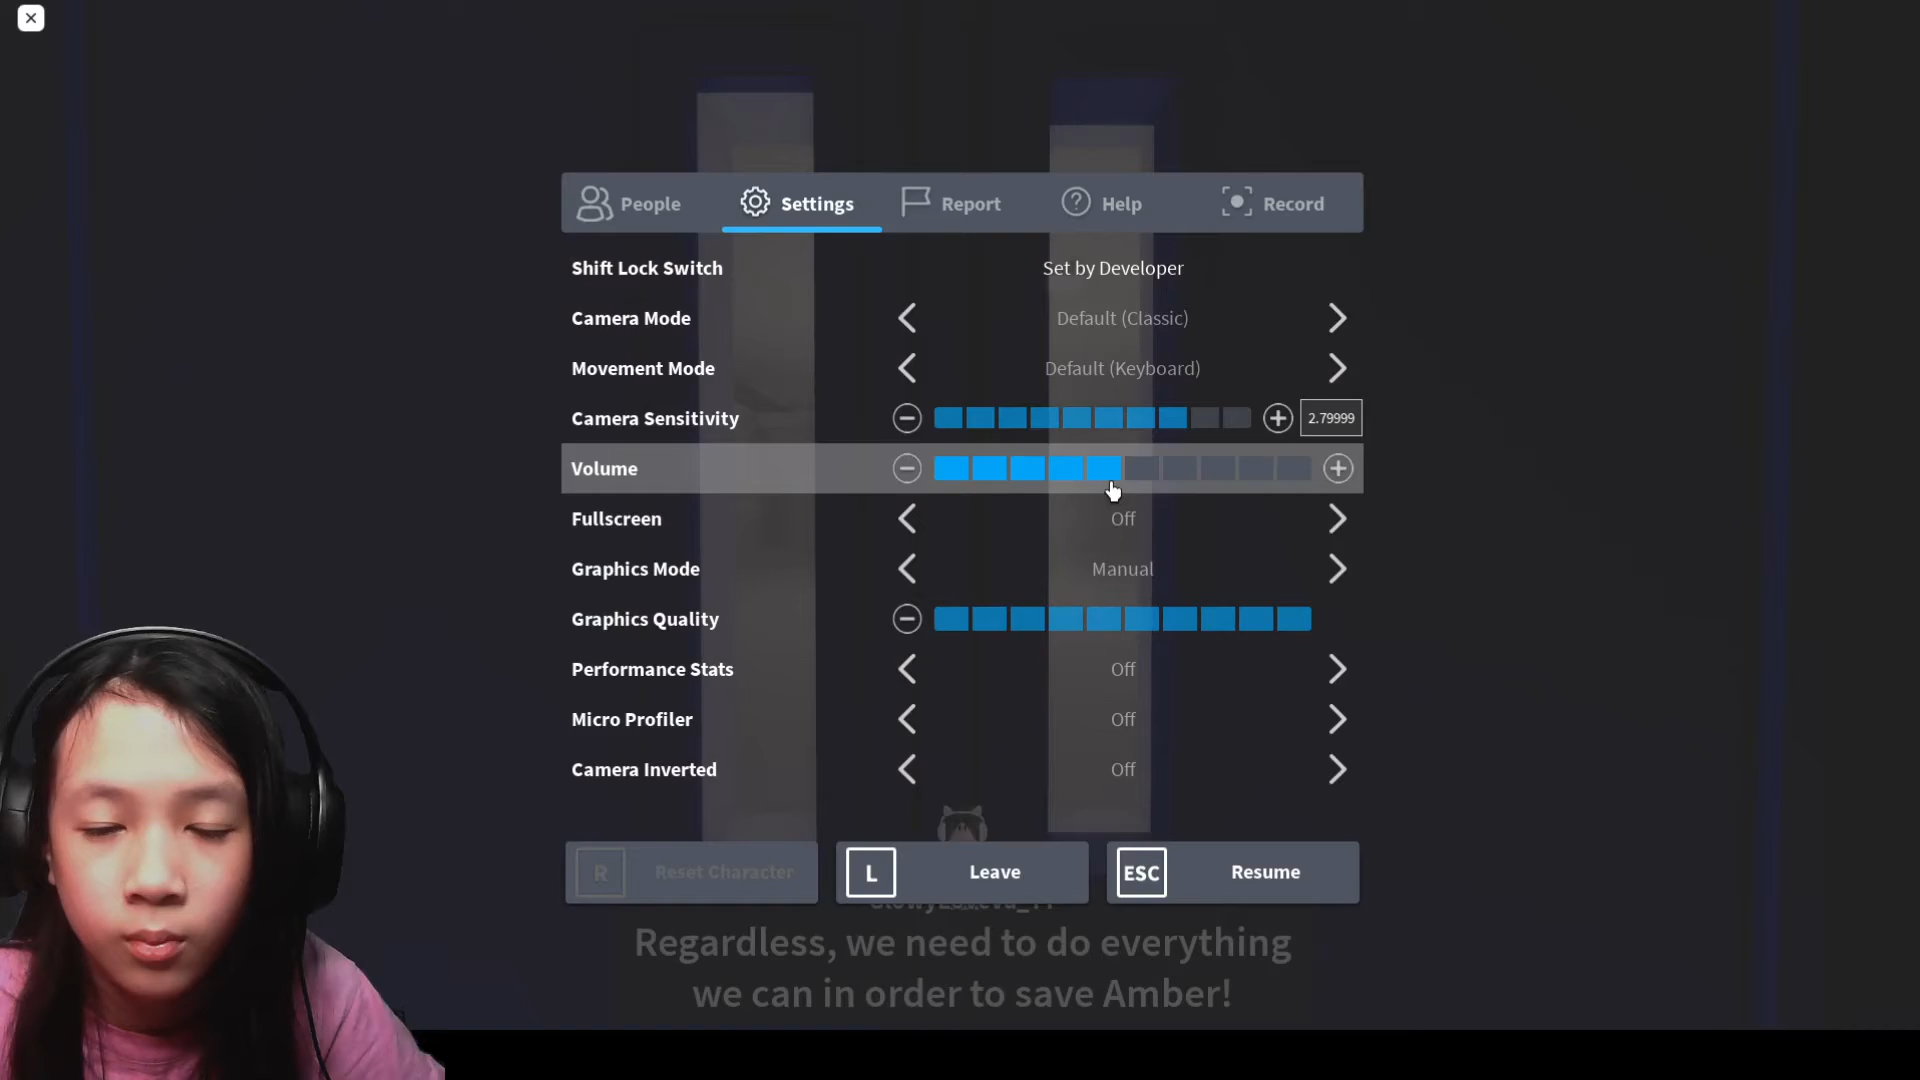 People Settings Report Help Record
Shift Lock Switch Set by Developer
Camera Mode Default (Classic)
Movement Mode Default (Keyboard)
Camera Sensitivity 2.79999
Volume
Fullscreen Off
Graphics Mode Manual
Graphics Quality
Performance Stats Off
Micro Profiler Off
Camera Inverted Off
R Reset Character L Leave ESC Resume
Regardless, we need to do everything
we can in order to save Amber!